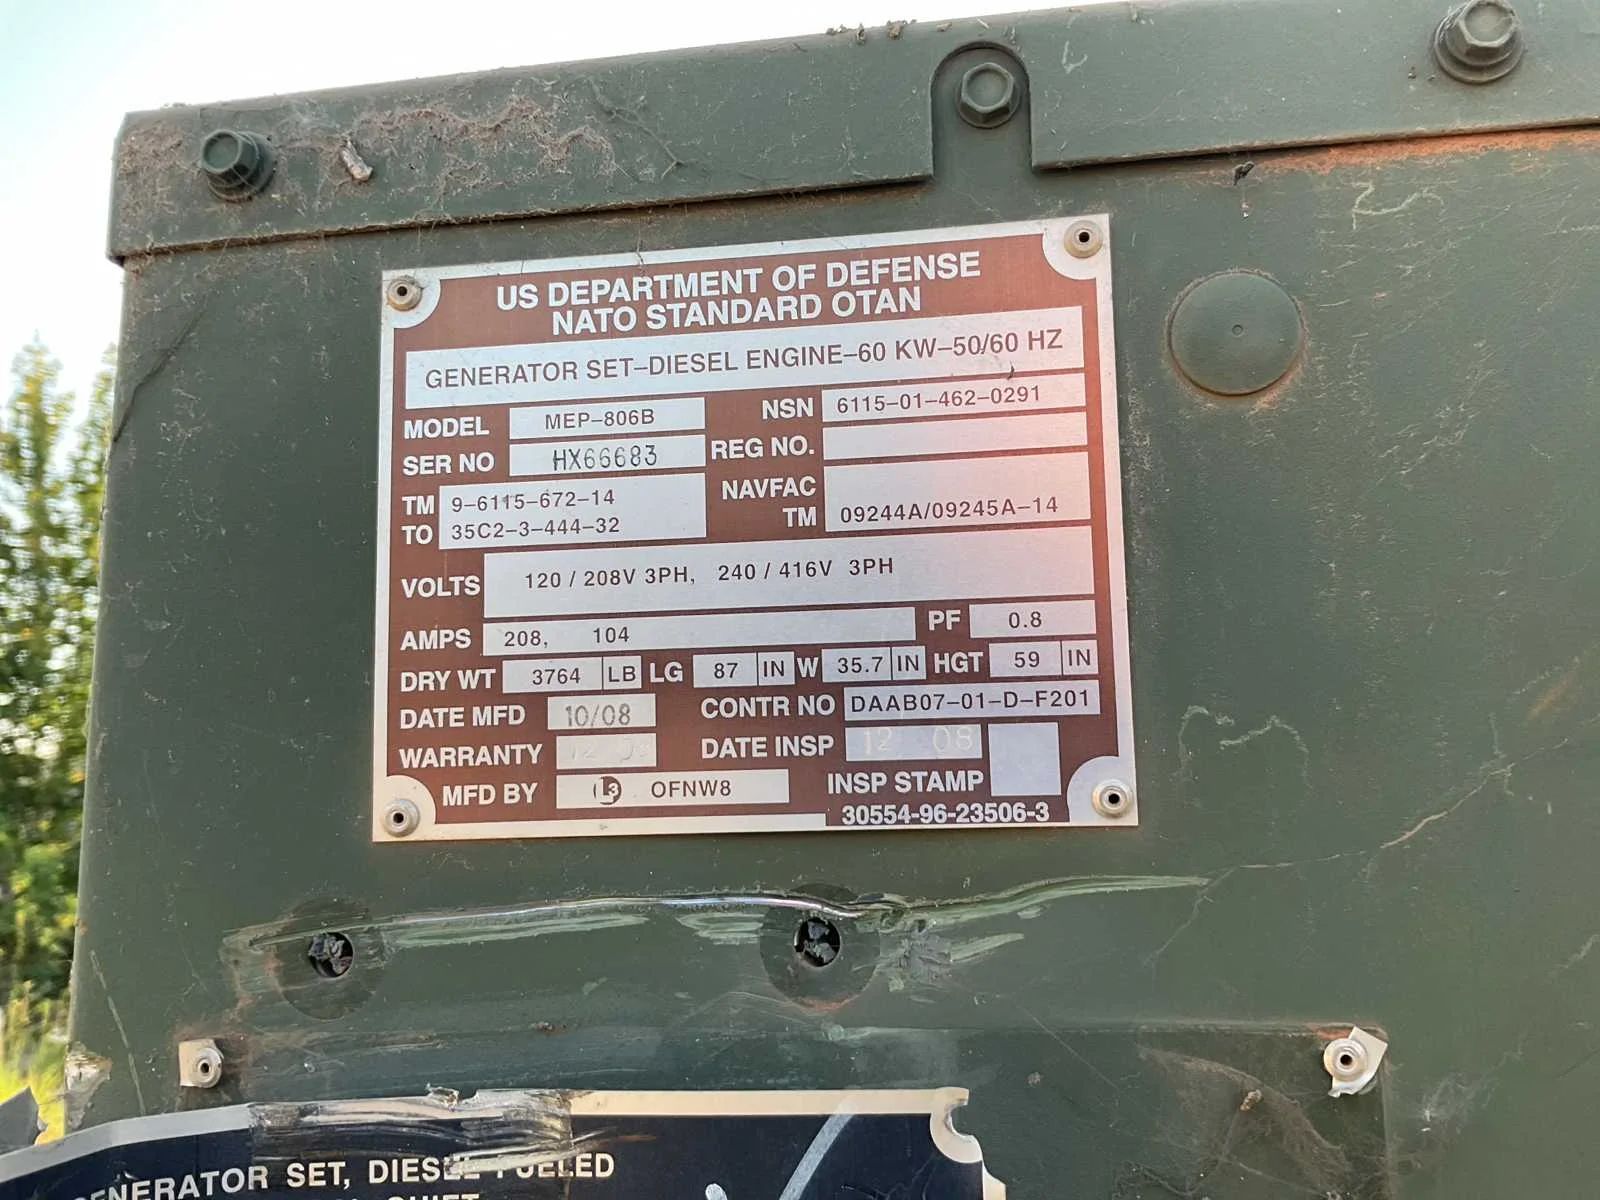 US DEPARTMENT OF DEFENSE
NATO STANDARD OTAN
GENERATOR SET–DIESEL ENGINE–60 KW–50/60 HZ
MODEL MEP–806B NSN 6115–01–462–0291
SER NO HX66683 REG NO.
TM 9–6115–672–14 NAVFAC
TO 35C2–3–444–32 TM 09244A/09245A–14
VOLTS 120 / 208V 3PH, 240 / 416V 3PH
AMPS 208, 104 PF 0.8
DRY WT 3764 LB LG 87 IN W 35.7 IN HGT 59 IN
DATE MFD 10/08 CONTR NO DAAB07–01–D–F201
WARRANTY DATE INSP 12 08
MFD BY L3 OFNW8 INSP STAMP
30554-96-23506-3
GENERATOR SET, DIESEL FUELED